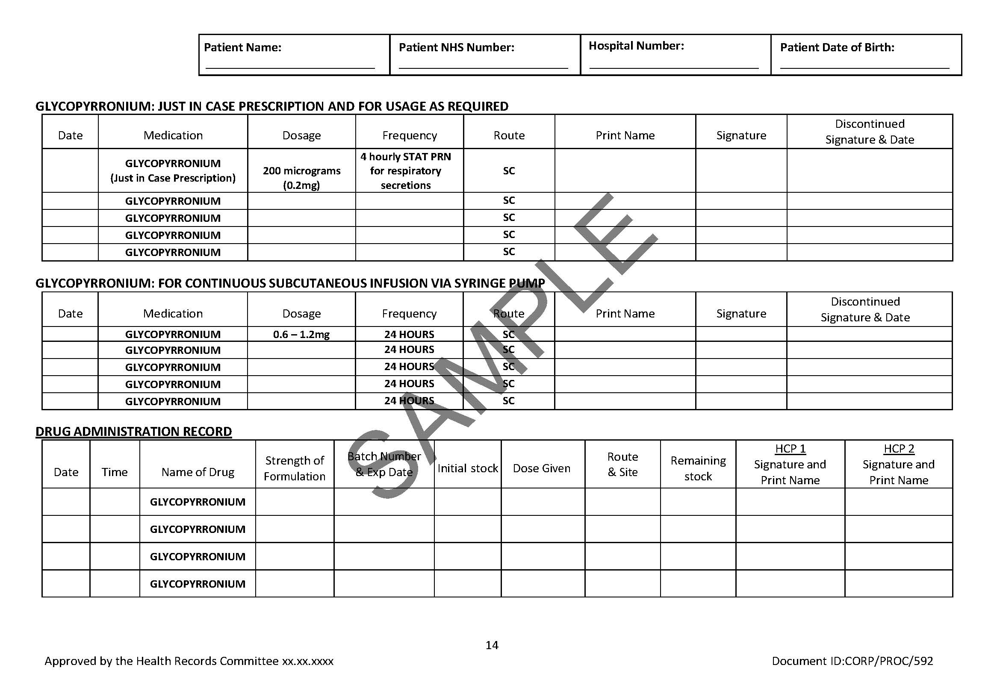 Patient Name:
Patient NHS Number:
Hospital Number:
Patient Date of Birth:
GLYCOPYRRONIUM: JUST IN CASE PRESCRIPTION AND FOR USAGE AS REQUIRED
Date Medication Dosage Frequency Route Print Name Signature Discontinued
Signature & Date
GLYCOPYRRONIUM
(Just in Case Prescription)
200 micrograms
(0.2mg)
4 hourly STAT PRN
for respiratory
secretions
SC
GLYCOPYRRONIUM SC
GLYCOPYRRONIUM SC
GLYCOPYRRONIUM SC
GLYCOPYRRONIUM SC
GLYCOPYRRONIUM: FOR CONTINUOUS SUBCUTANEOUS INFUSION VIA SYRINGE PUMP
Date Medication Dosage Frequency Route Print Name Signature Discontinued
Signature & Date
GLYCOPYRRONIUM 0.6 – 1.2mg 24 HOURS SC
GLYCOPYRRONIUM 24 HOURS SC
GLYCOPYRRONIUM 24 HOURS SC
GLYCOPYRRONIUM 24 HOURS SC
GLYCOPYRRONIUM 24 HOURS SC
DRUG ADMINISTRATION RECORD
Date
Time
Name of Drug
Strength of
Formulation
Batch Number
& Exp Date
Initial stock
Dose Given
Route
& Site
Remaining
stock
HCP 1
Signature and
Print Name
HCP 2
Signature and
Print Name
GLYCOPYRRONIUM
GLYCOPYRRONIUM
GLYCOPYRRONIUM
GLYCOPYRRONIUM
SAMPLE
14
Approved by the Health Records Committee xx.xx.xxxx
Document ID:CORP/PROC/592